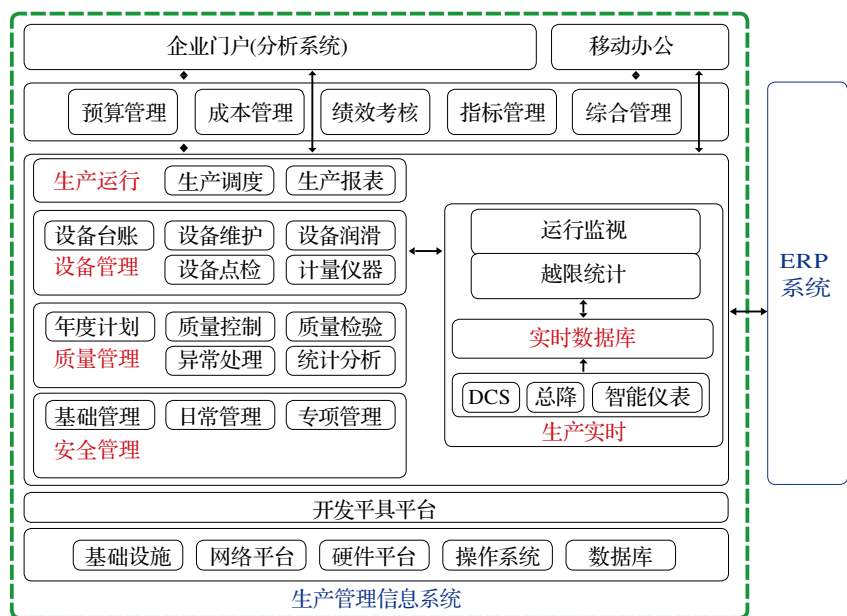 企业门户(分析系统) 移动办公
预算管理 成本管理 绩效考核 指标管理 综合管理
生产运行 生产调度 生产报表
设备台账 设备维护 设备润滑
设备管理 设备点检 计量仪器
年度计划 质量控制 质量检验
质量管理 异常处理 统计分析
基础管理 日常管理 专项管理
安全管理
运行监视
越限统计
实时数据库
DCS 总降 智能仪表
生产实时
ERP
系统
开发平具平台
基础设施 网络平台 硬件平台 操作系统 数据库
生产管理信息系统